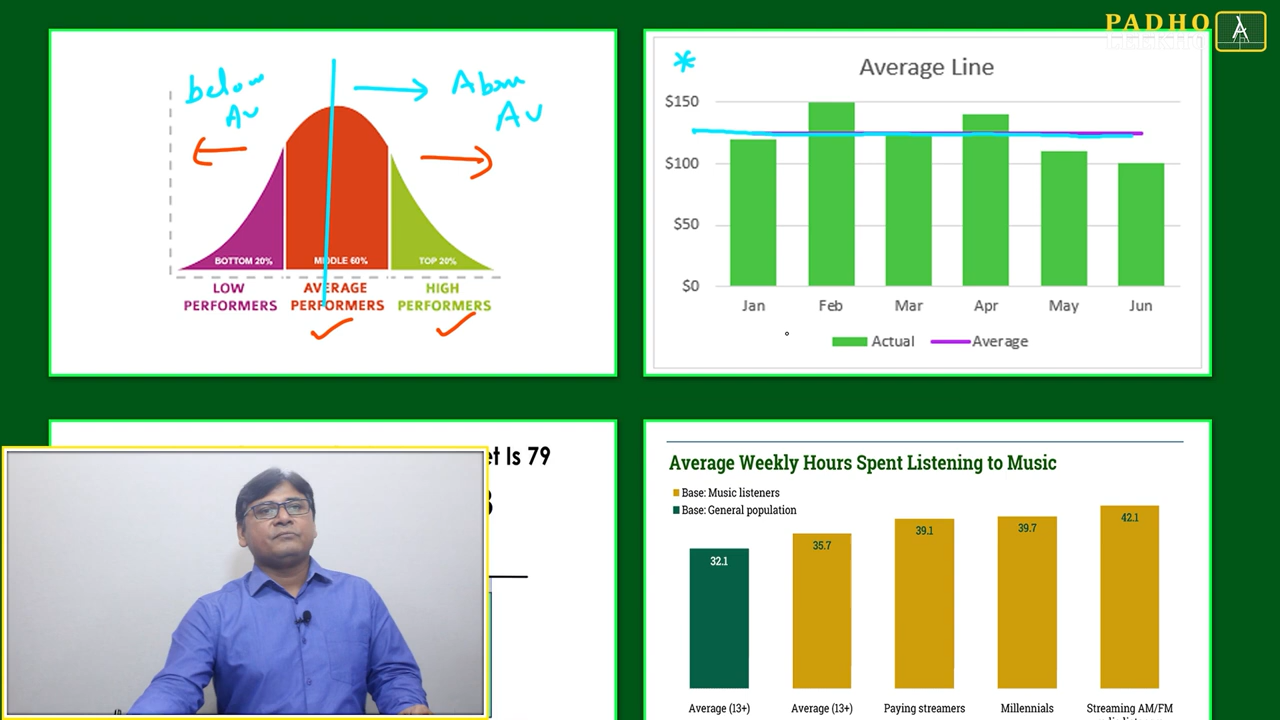 PADHO
below
Av
Above
Av
BOTTOM 20%
MIDDLE 60%
TOP 20%
LOW
PERFORMERS
AVERAGE
PERFORMERS
HIGH
PERFORMERS
*
Average Line
$150
$100
$50
$0
Jan Feb Mar Apr May Jun
Actual Average
et Is 79
Average Weekly Hours Spent Listening to Music
Base: Music listeners
Base: General population
32.1
35.7
39.1
39.7
42.1
Average (13+)
Average (13+)
Paying streamers
Millennials
Streaming AM/FM